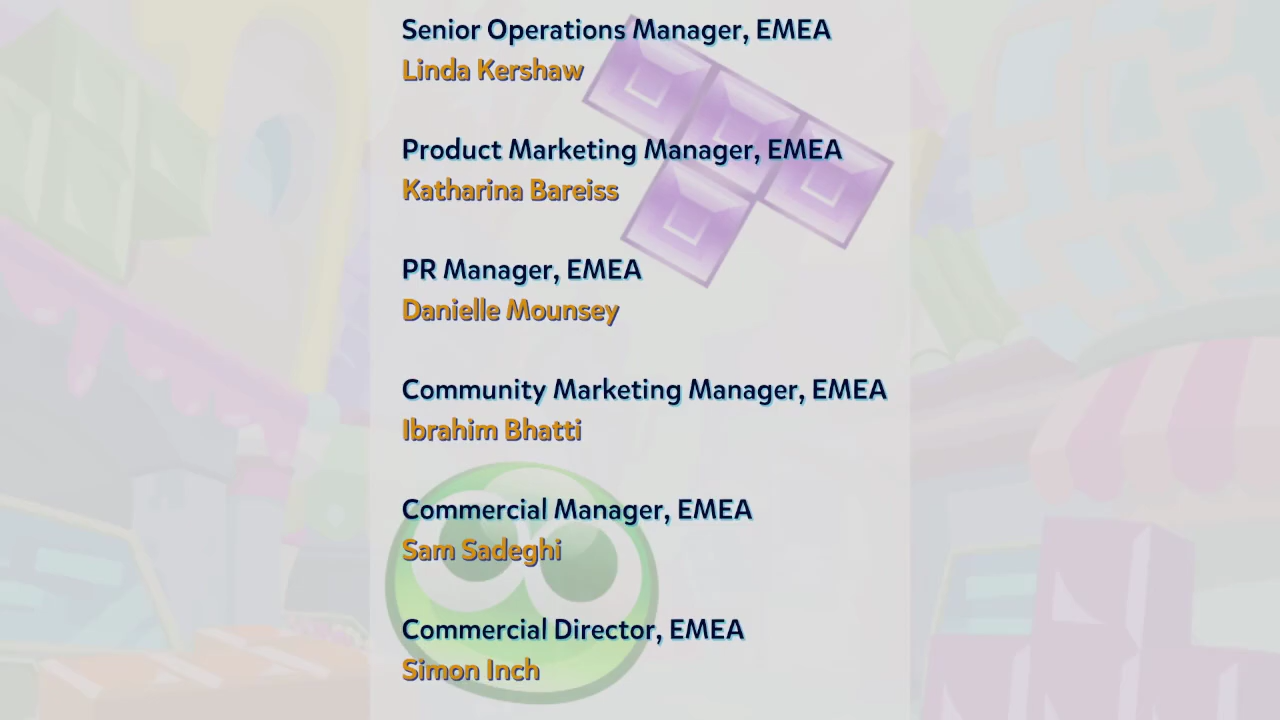 Senior Operations Manager, EMEA
Linda Kershaw
Product Marketing Manager, EMEA
Katharina Bareiss
PR Manager, EMEA
Danielle Mounsey
Community Marketing Manager, EMEA
Ibrahim Bhatti
Commercial Manager, EMEA
Sam Sadeghi
Commercial Director, EMEA
Simon Inch